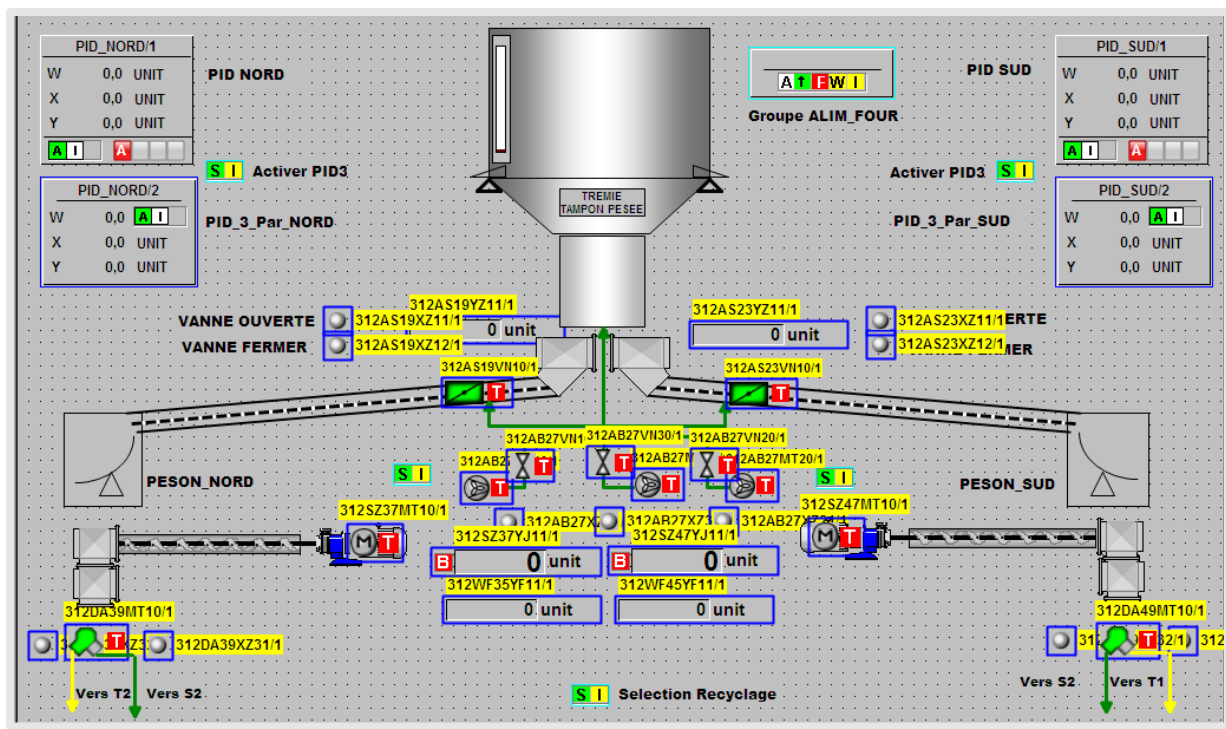 PID_NORD/1
W 0,0 UNIT
X 0,0 UNIT
Y 0,0 UNIT
A I A
PID NORD
S I Activer PID3
PID_NORD/2
W 0,0 A I
X 0,0 UNIT
Y 0,0 UNIT
PID_3_Par_NORD
TREMIE
TAMPON PESEE
A ↑ F W I
Groupe ALIM_FOUR
PID SUD
PID_SUD/1
W 0,0 UNIT
X 0,0 UNIT
Y 0,0 UNIT
A I A
Activer PID3 S I
PID_SUD/2
W 0,0 A I
X 0,0 UNIT
Y 0,0 UNIT
PID_3_Par_SUD
312AS19YZ11/1
VANNE OUVERTE 312AS19XZ11/1 0 unit
VANNE FERMER 312AS19XZ12/1
312AS23YZ11/1
0 unit 312AS23XZ11/1 ERTE
312AS23XZ12/1
312AS19VN10/1
T
312AS23VN10/1
T
312AB27VN30/1
312AB27VN20/1
T T T
312AB27MT20/1
T T T
PESON_NORD
S I
S I
PESON_SUD
312SZ37MT10/1
M T
312SZ47MT10/1
M T
312SZ37YJ11/1
B 0 unit
312SZ47YJ11/1
B 0 unit
312WF35YF11/1
0 unit
312WF45YF11/1
0 unit
312DA39MT10/1
T 312DA39XZ31/1
312DA49MT10/1
T
Vers T2 Vers S2
S I Selection Recyclage
Vers S2 Vers T1